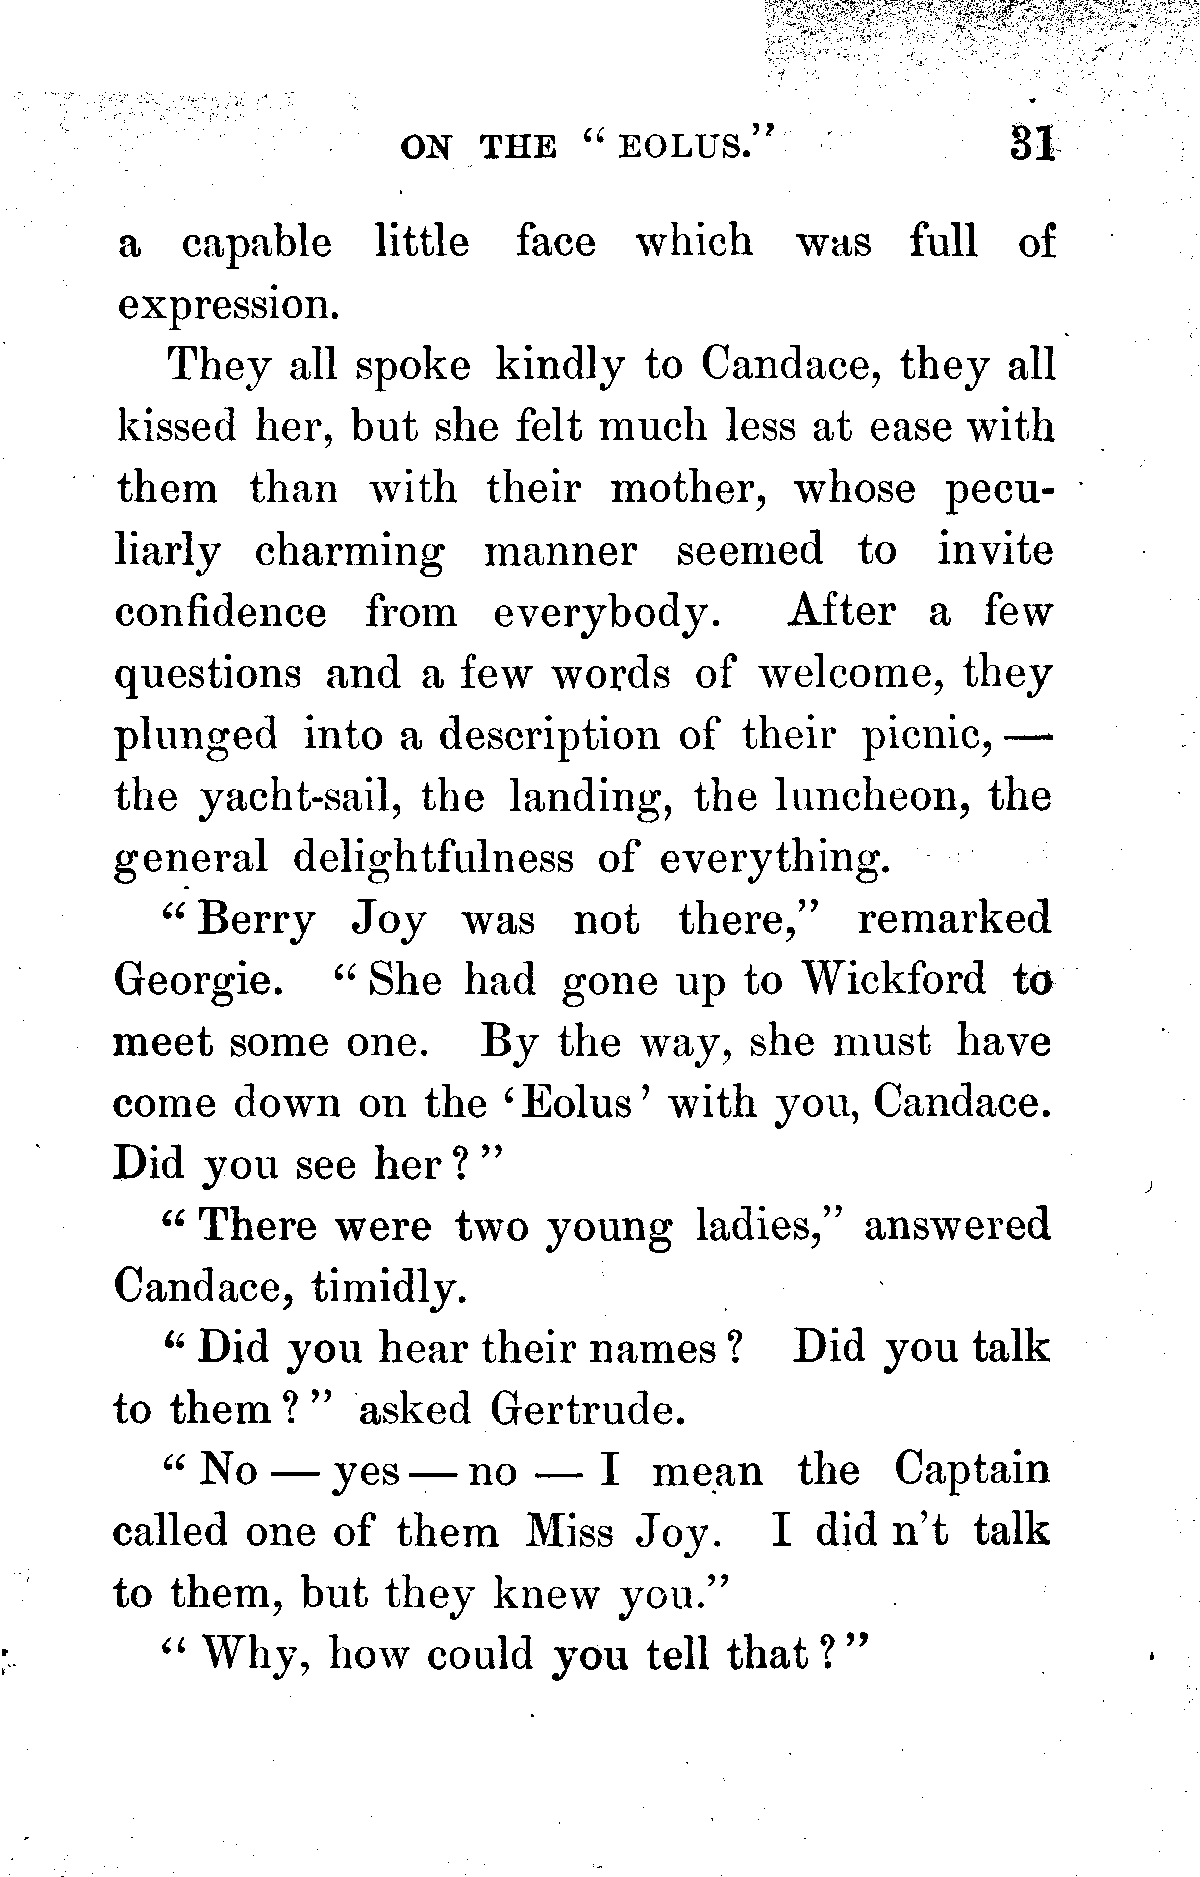 ON THE "EOLUS." 31
a capable little face which was full of
expression.
They all spoke kindly to Candace, they all
kissed her, but she felt much less at ease with
them than with their mother, whose pecu-
liarly charming manner seemed to invite
confidence from everybody. After a few
questions and a few words of welcome, they
plunged into a description of their picnic, —
the yacht-sail, the landing, the luncheon, the
general delightfulness of everything.
"Berry Joy was not there," remarked
Georgie. "She had gone up to Wickford to
meet some one. By the way, she must have
come down on the 'Eolus' with you, Candace.
Did you see her?"
"There were two young ladies," answered
Candace, timidly.
"Did you hear their names? Did you talk
to them?" asked Gertrude.
"No — yes — no — I mean the Captain
called one of them Miss Joy. I did n't talk
to them, but they knew you."
"Why, how could you tell that?"